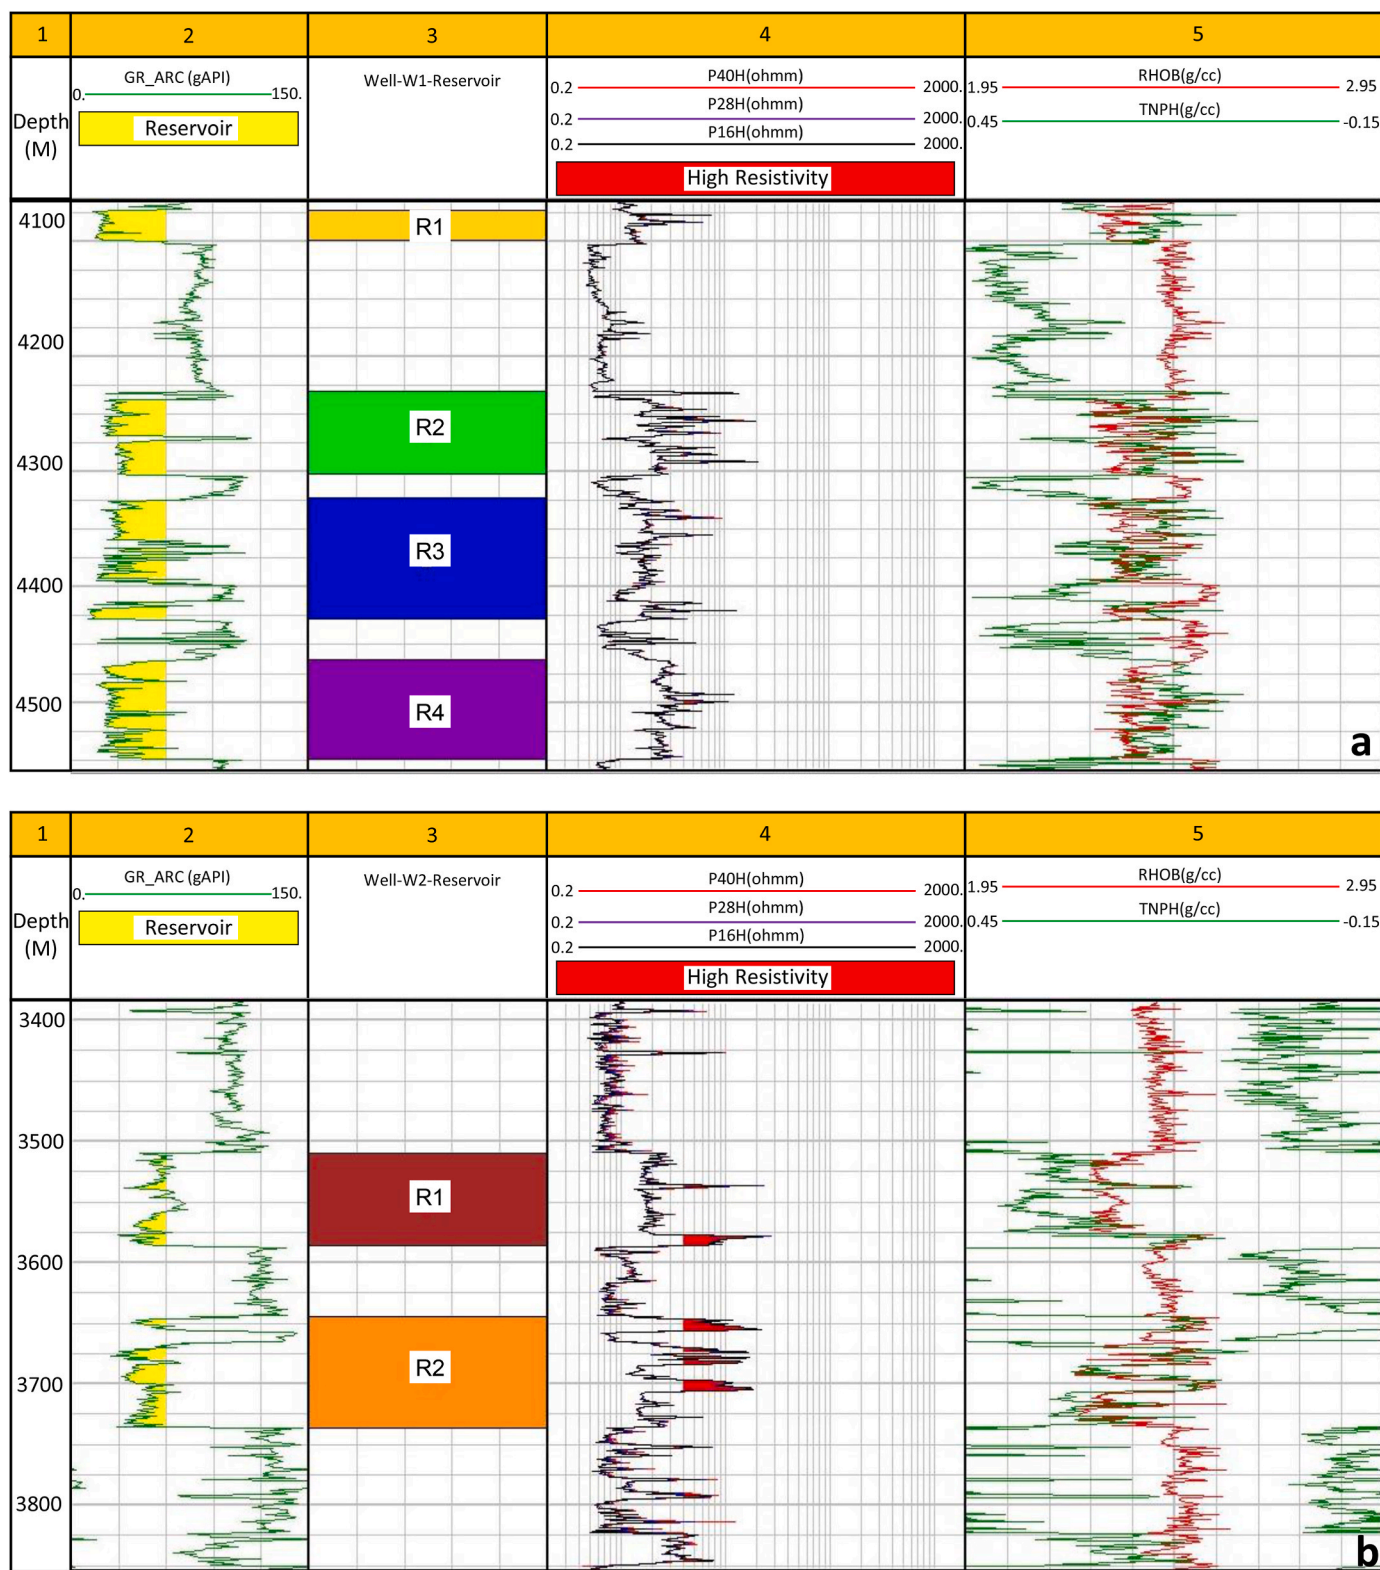 1 2 3 4 5
Depth (M)
GR_ARC (gAPI)
0. 150.
Reservoir
Well-W1-Reservoir
P40H(ohmm)
0.2 2000.
P28H(ohmm)
0.2 2000.
P16H(ohmm)
0.2 2000.
High Resistivity
RHOB(g/cc)
1.95 2.95
TNPH(g/cc)
0.45 -0.15
4100
R1
4200
R2
4300
R3
4400
R4
4500
a
1 2 3 4 5
Depth (M)
GR_ARC (gAPI)
0. 150.
Reservoir
Well-W2-Reservoir
P40H(ohmm)
0.2 2000.
P28H(ohmm)
0.2 2000.
P16H(ohmm)
0.2 2000.
High Resistivity
RHOB(g/cc)
1.95 2.95
TNPH(g/cc)
0.45 -0.15
3400
3500
R1
3600
R2
3700
3800
b